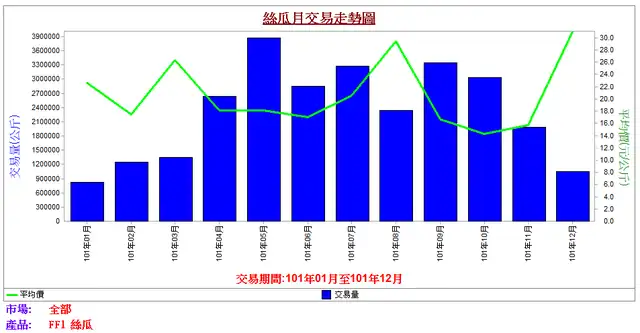 絲瓜月交易走勢圖
交易量(公斤)
3900000
3600000
3300000
3000000
2700000
2400000
2100000
1800000
1500000
1200000
900000
600000
300000
0
30.0
28.0
26.0
24.0
22.0
20.0
18.0
16.0
14.0
12.0
10.0
8.0
6.0
4.0
2.0
0.0
平均價(元/公斤)
101年01月
101年02月
101年03月
101年04月
101年05月
101年06月
101年07月
101年08月
101年09月
101年10月
101年11月
101年12月
交易期間:101年01月至101年12月
平均價 交易量
市場: 全部
產品: FF1 絲瓜